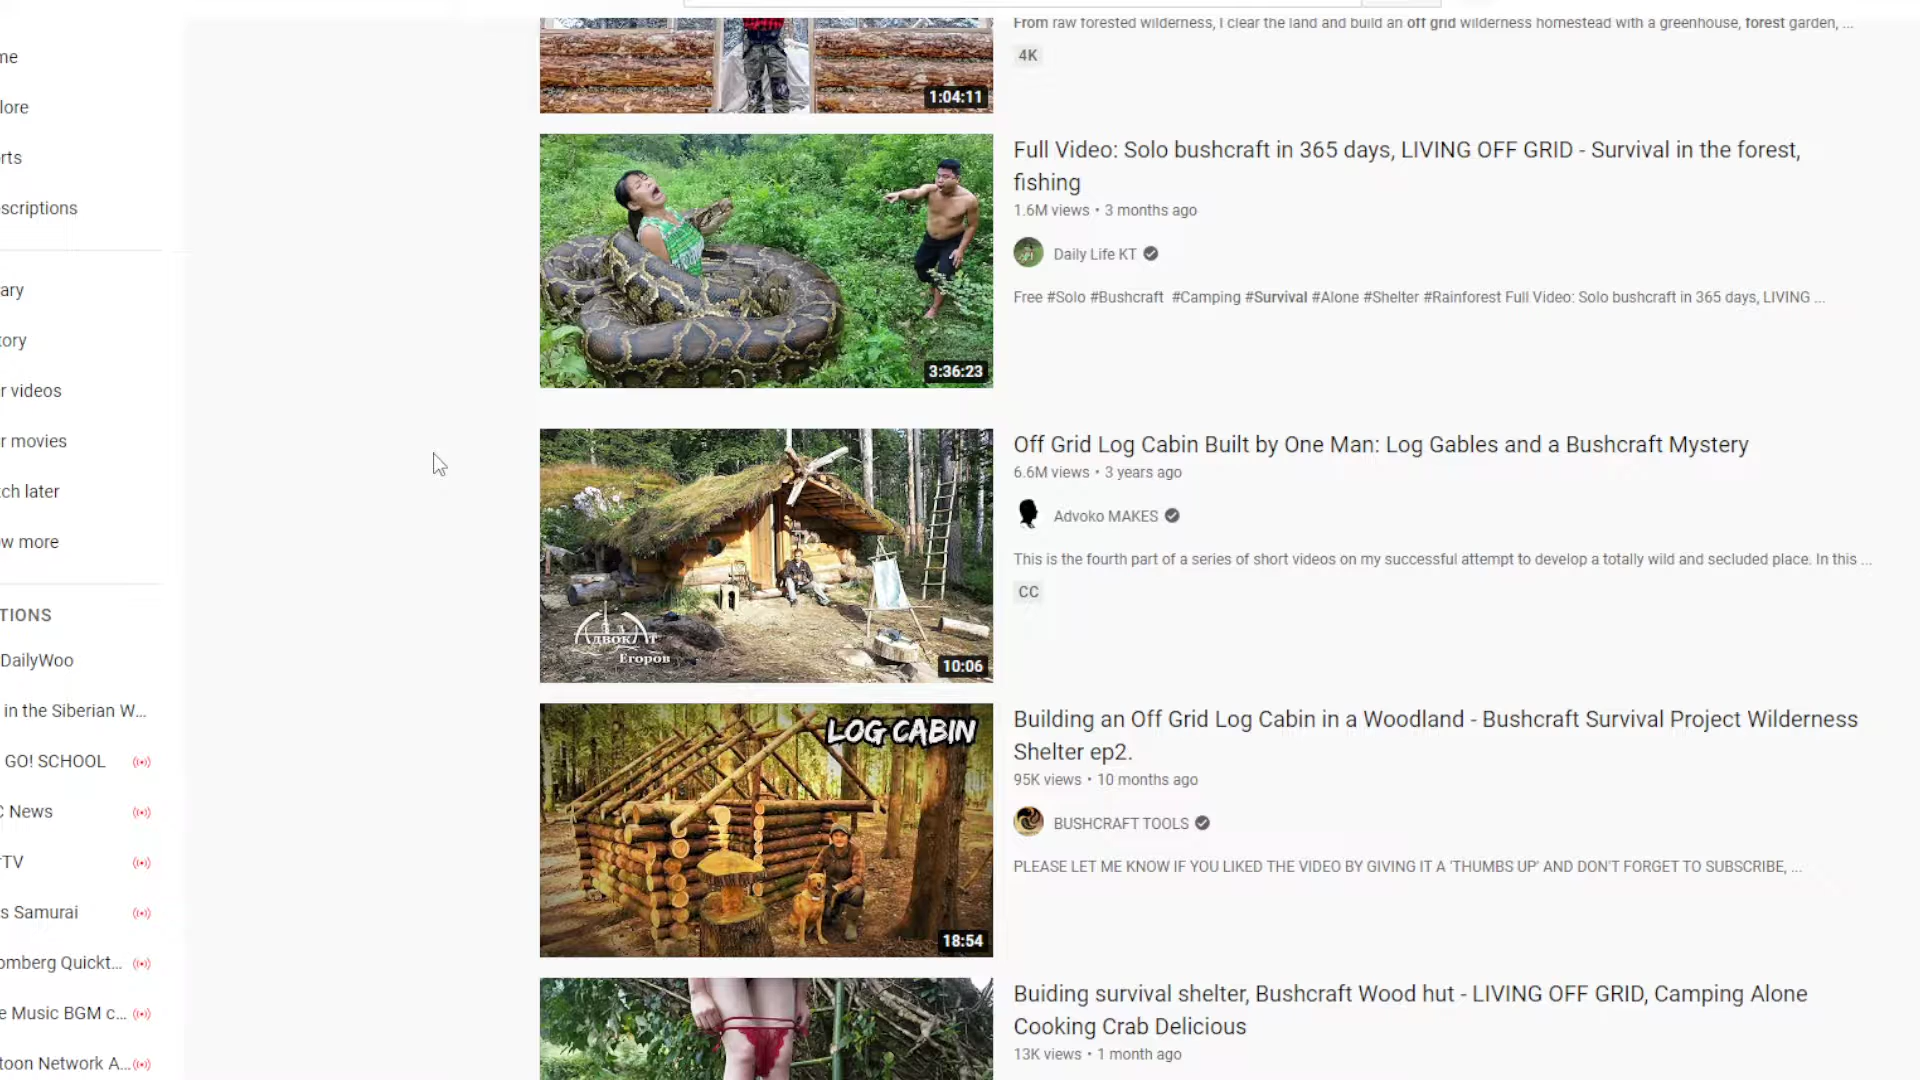 From raw forested wilderness, I clear the land and build an off grid wilderness homestead with a greenhouse, forest garden, ...
4K
1:04:11
me
lore
rts
scriptions
ary
tory
r videos
r movies
tch later
w more
TIONS
DailyWoo
in the Siberian W...
GO! SCHOOL
C News
TV
s Samurai
omberg Quickt...
e Music BGM c...
toon Network A...
Full Video: Solo bushcraft in 365 days, LIVING OFF GRID - Survival in the forest,
fishing
1.6M views • 3 months ago
Daily Life KT
Free #Solo #Bushcraft #Camping #Survival #Alone #Shelter #Rainforest Full Video: Solo bushcraft in 365 days, LIVING ...
3:36:23
Off Grid Log Cabin Built by One Man: Log Gables and a Bushcraft Mystery
6.6M views • 3 years ago
Advoko MAKES
This is the fourth part of a series of short videos on my successful attempt to develop a totally wild and secluded place. In this ...
CC
Адвокат
Егоров
10:06
LOG CABIN
Building an Off Grid Log Cabin in a Woodland - Bushcraft Survival Project Wilderness
Shelter ep2.
95K views • 10 months ago
BUSHCRAFT TOOLS
PLEASE LET ME KNOW IF YOU LIKED THE VIDEO BY GIVING IT A 'THUMBS UP' AND DON'T FORGET TO SUBSCRIBE, ...
18:54
Buiding survival shelter, Bushcraft Wood hut - LIVING OFF GRID, Camping Alone
Cooking Crab Delicious
13K views • 1 month ago